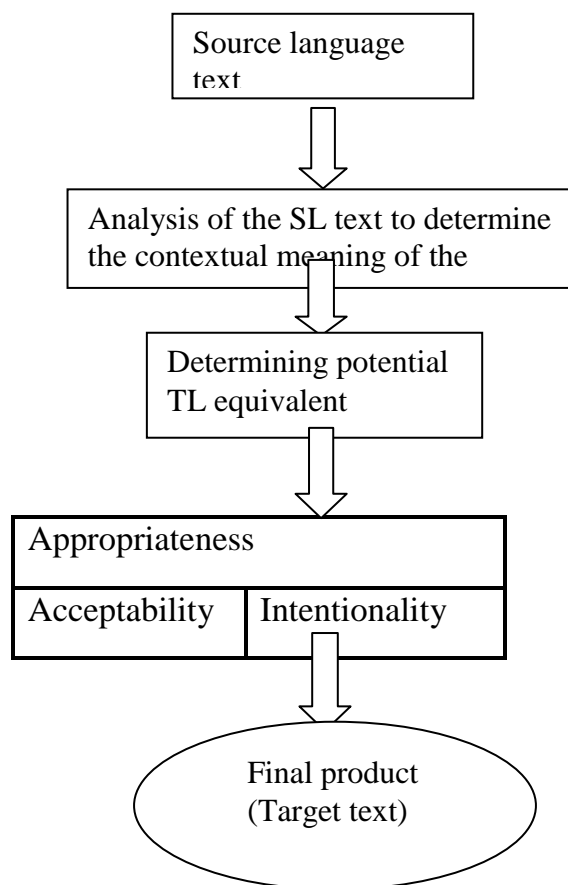 Source language
text
Analysis of the SL text to determine
the contextual meaning of the
Determining potential
TL equivalent
Appropriateness
Acceptability
Intentionality
Final product
(Target text)